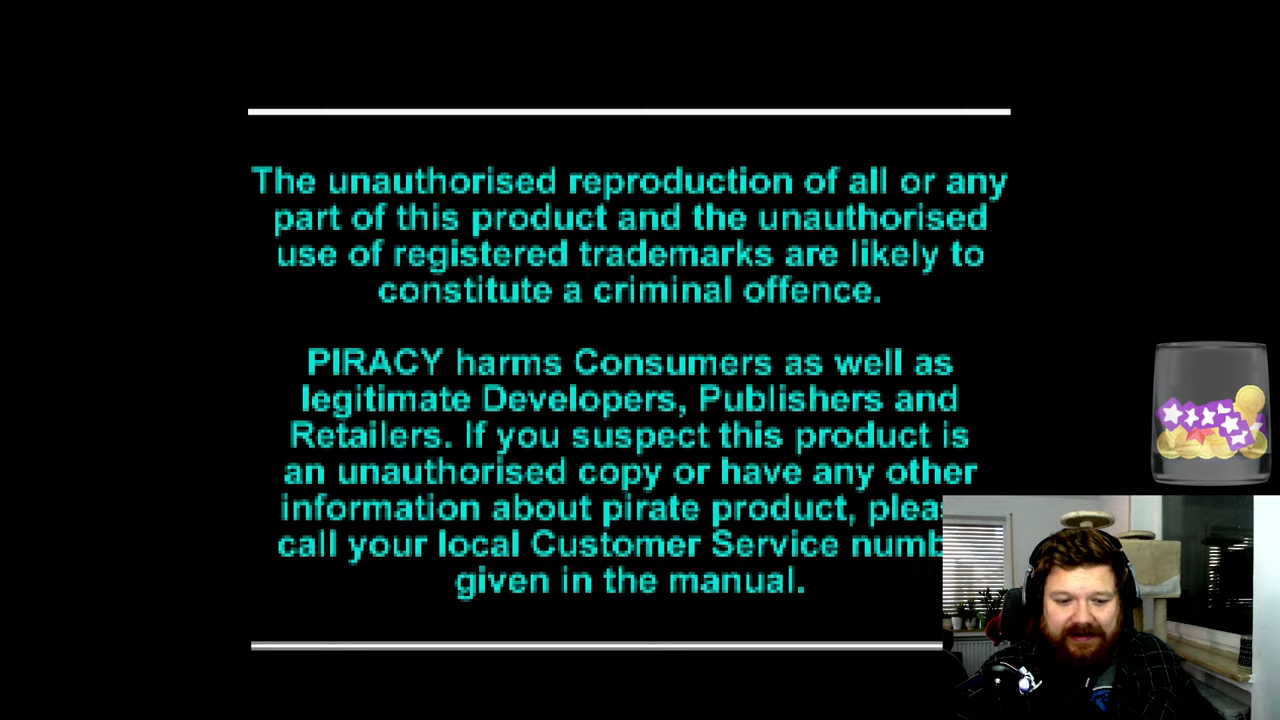 The unauthorised reproduction of all or any
part of this product and the unauthorised
use of registered trademarks are likely to
constitute a criminal offence.
PIRACY harms Consumers as well as
legitimate Developers, Publishers and
Retailers. If you suspect this product is
an unauthorised copy or have any other
information about pirate product, pleas
call your local Customer Service numb
given in the manual.